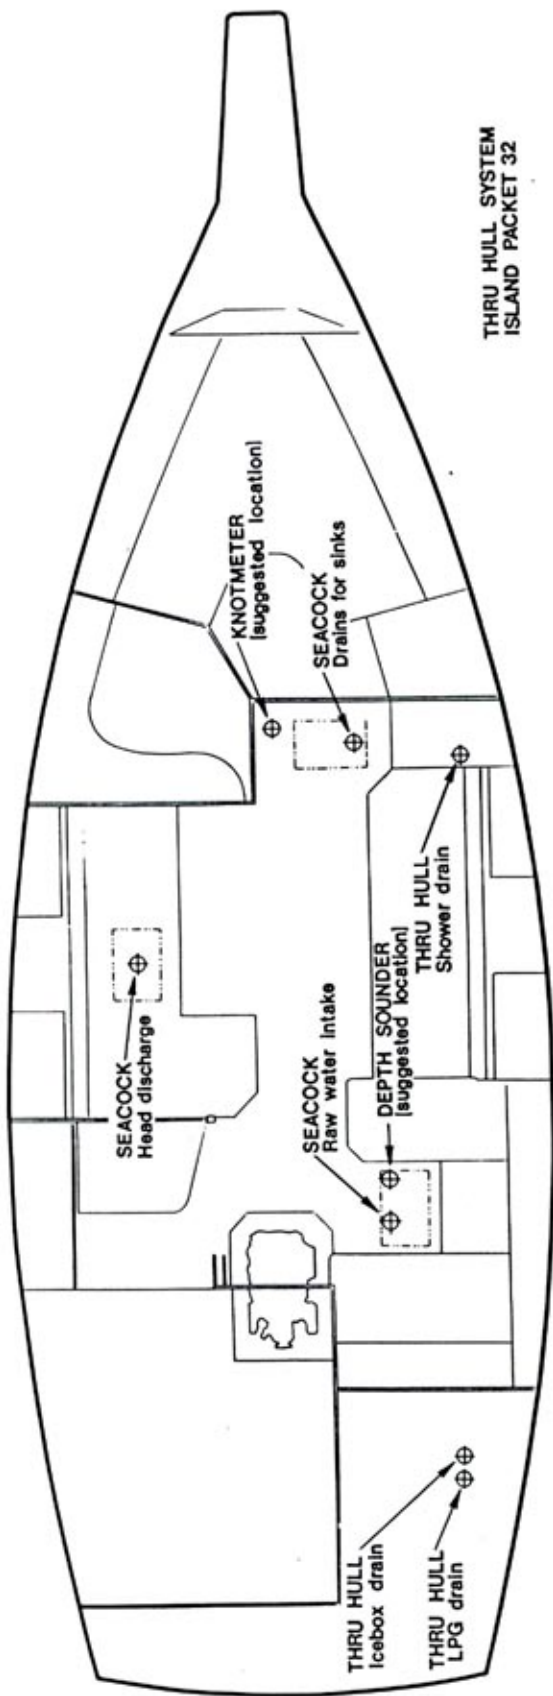 THRU HULL SYSTEM
ISLAND PACKET 32
KNOTMETER
(suggested location)
SEACOCK
Drains for sinks
SEACOCK
Head discharge
THRU HULL
Shower drain
DEPTH SOUNDER
(suggested location)
SEACOCK
Raw water intake
THRU HULL
Icebox drain
THRU HULL
LPG drain